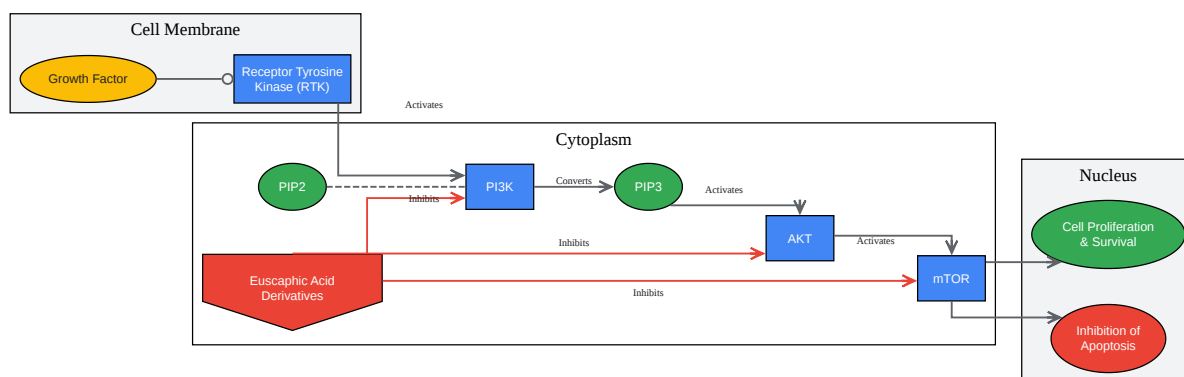 Cell Membrane
Growth Factor
Receptor Tyrosine
Kinase (RTK)
Activates
Cytoplasm
PIP2
PI3K
Converts
PIP3
Activates
Inhibits
AKT
Activates
Inhibits
Euscaphic Acid
Derivatives
Inhibits
mTOR
Nucleus
Cell Proliferation
& Survival
Inhibition of
Apoptosis